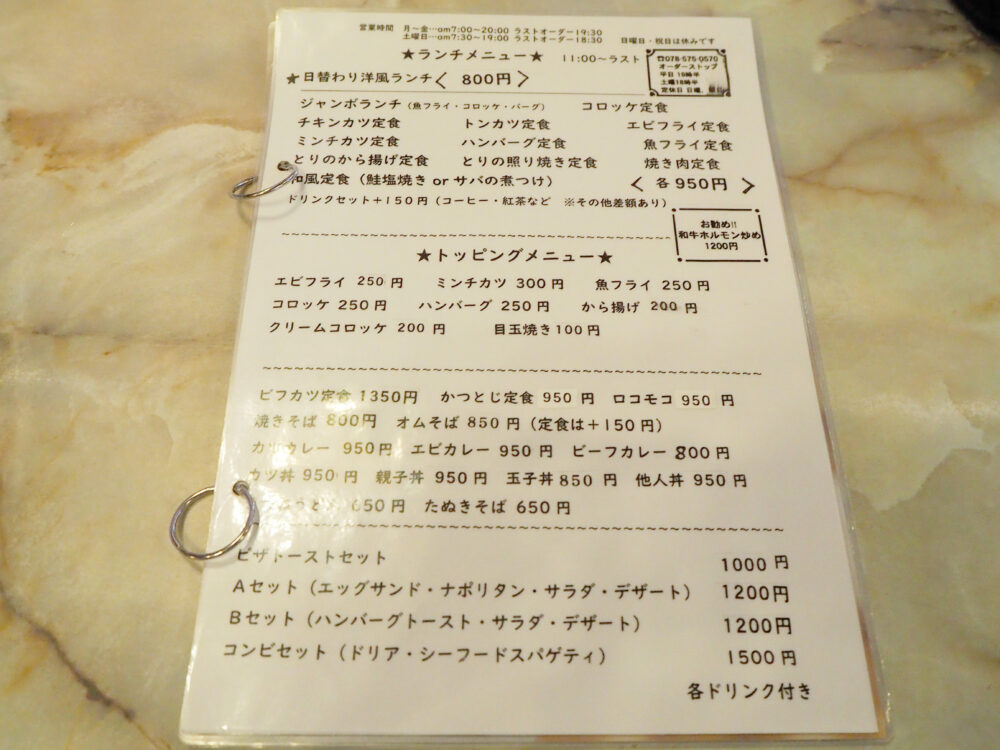 営業時間 月～金…am7:00～20:00 ラストオーダー19:30
土曜日…am7:30～19:00 ラストオーダー18:30 日曜日・祝日は休みです
★ランチメニュー★ 11:00～ラスト
☎078-575-0570
オーダーストップ
平日 19時半
土曜18時半
定休日 日曜、祭日
★日替わり洋風ランチ〈 800円 〉
ジャンボランチ（魚フライ・コロッケ・バーグ） コロッケ定食
チキンカツ定食 トンカツ定食 エビフライ定食
ミンチカツ定食 ハンバーグ定食 魚フライ定食
とりのから揚げ定食 とりの照り焼き定食 焼き肉定食
和風定食（鮭塩焼き or サバの煮つけ） 〈 各950円 〉
ドリンクセット＋150円（コーヒー・紅茶など ※その他差額あり）
お勧め!!
和牛ホルモン炒め
1200円
★トッピングメニュー★
エビフライ 250円 ミンチカツ 300円 魚フライ 250円
コロッケ 250円 ハンバーグ 250円 から揚げ 200円
クリームコロッケ 200円 目玉焼き100円
ビフカツ定食 1350円 かつとじ定食 950円 ロコモコ 950円
焼きそば 800円 オムそば 850円（定食は＋150円）
カツカレー 950円 エビカレー 950円 ビーフカレー 800円
カツ丼 950円 親子丼 950円 玉子丼 850円 他人丼 950円
650円 たぬきそば 650円
ピザトーストセット 1000円
Aセット（エッグサンド・ナポリタン・サラダ・デザート） 1200円
Bセット（ハンバーグトースト・サラダ・デザート） 1200円
コンビセット（ドリア・シーフードスパゲティ） 1500円
各ドリンク付き